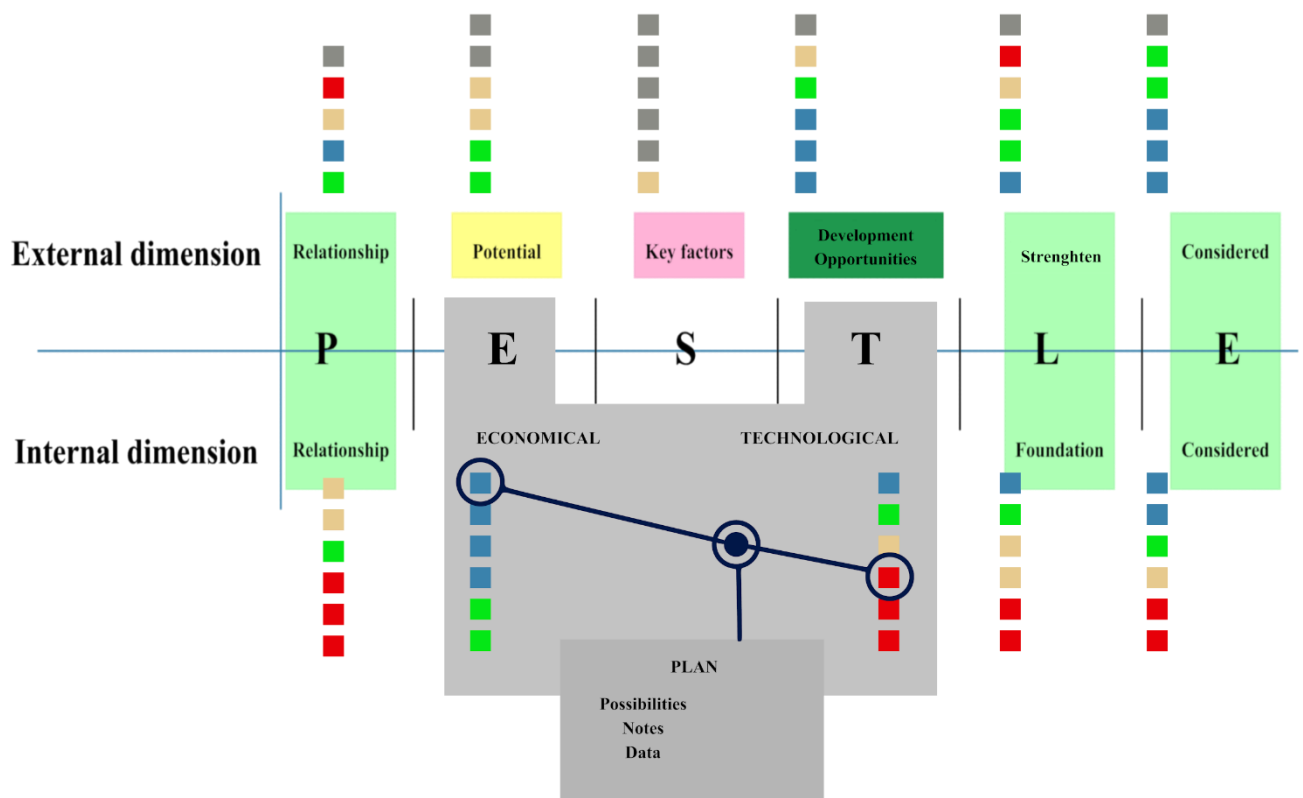 External dimension
Relationship
Potential
Key factors
Development
Opportunities
Strenghten
Considered
P
E
S
T
L
E
Internal dimension
Relationship
ECONOMICAL
TECHNOLOGICAL
Foundation
Considered
PLAN
Possibilities
Notes
Data